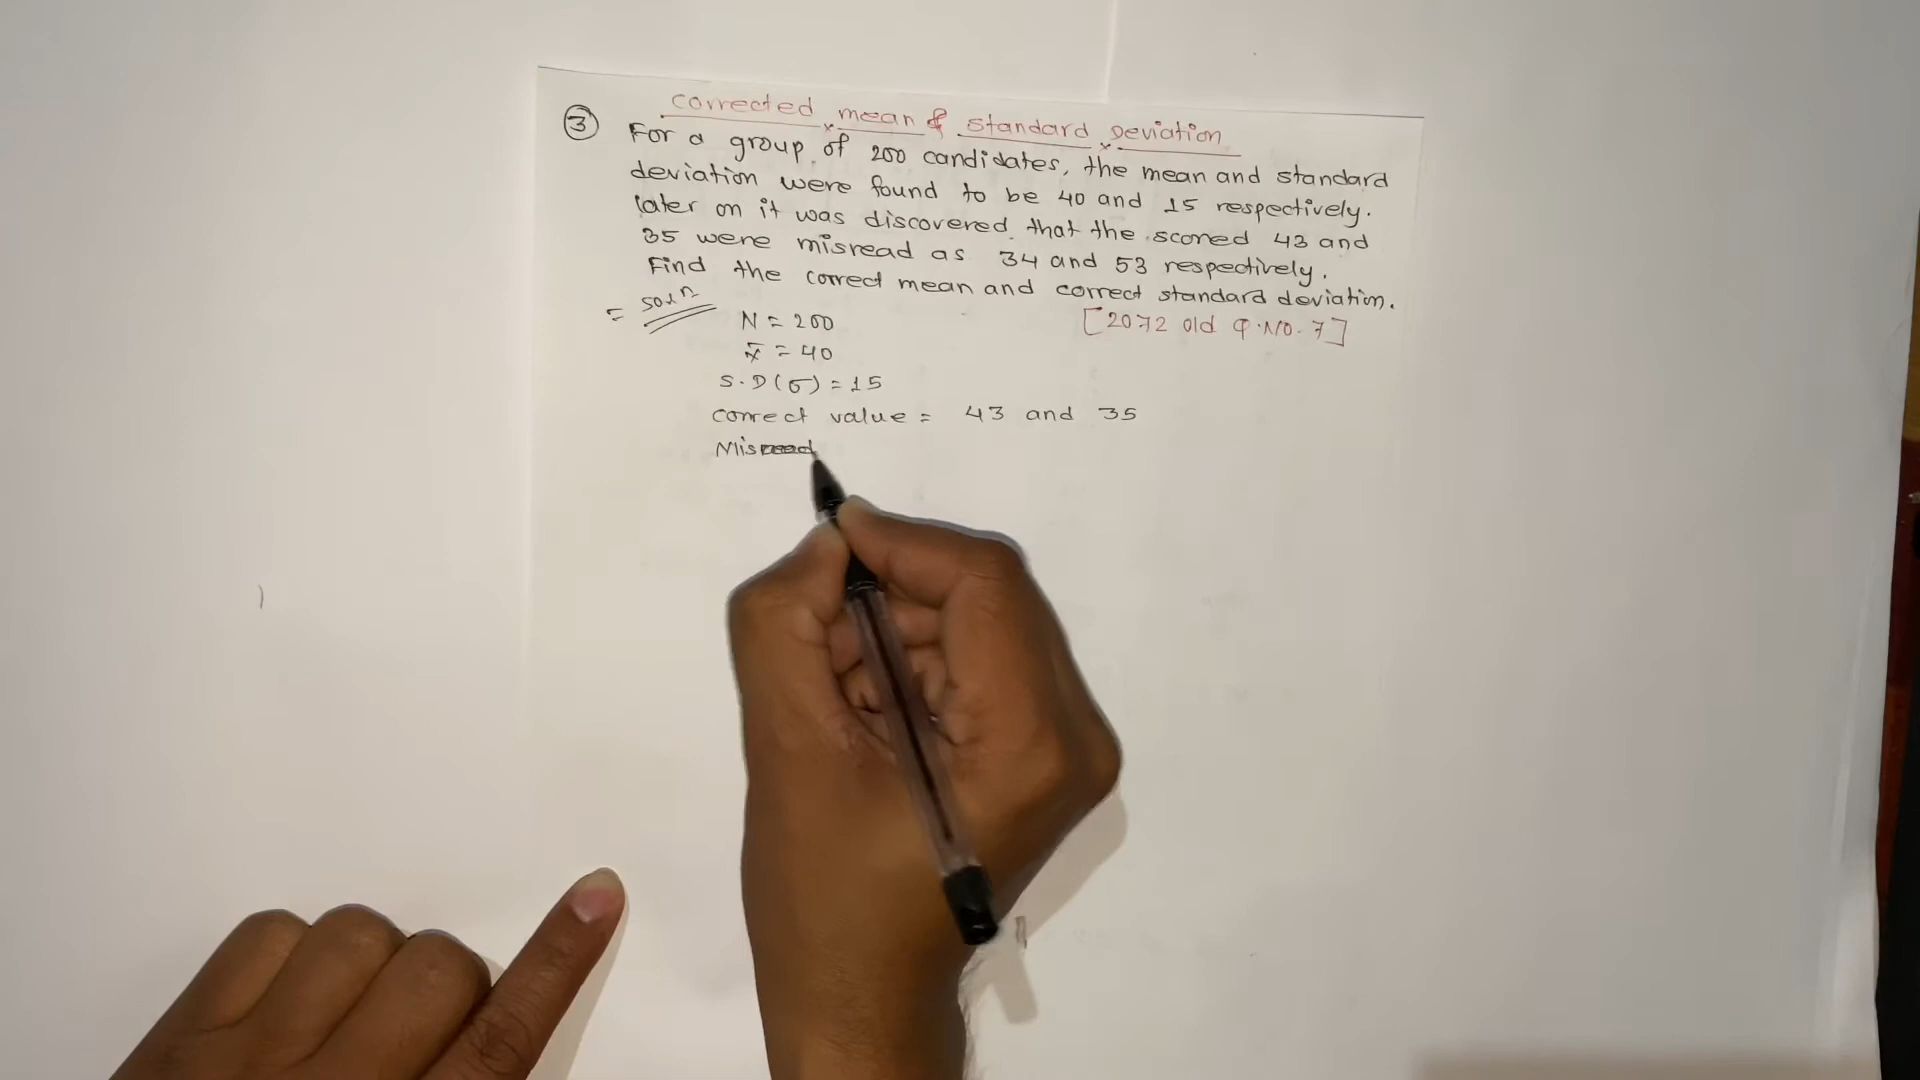 corrected mean & standard Deviation
③ For a group of 200 candidates, the mean and standard
deviation were found to be 40 and 15 respectively.
Later on it was discovered that the scored 43 and
35 were misread as 34 and 53 respectively.
Find the correct mean and correct standard deviation.
= Soln
[2072 old Q.NO. 7]
N = 200
x̄ = 40
S.D(σ) = 15
correct value = 43 and 35
Misread